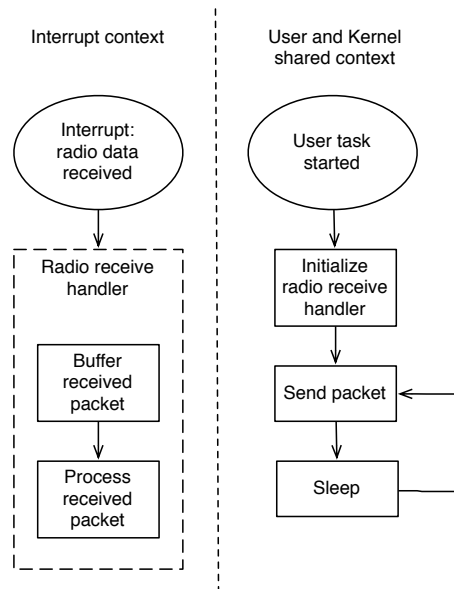 Interrupt context
Interrupt:
radio data
received
Radio receive
handler
Buffer
received
packet
Process
received
packet
User and Kernel
shared context
User task
started
Initialize
radio receive
handler
Send packet
Sleep